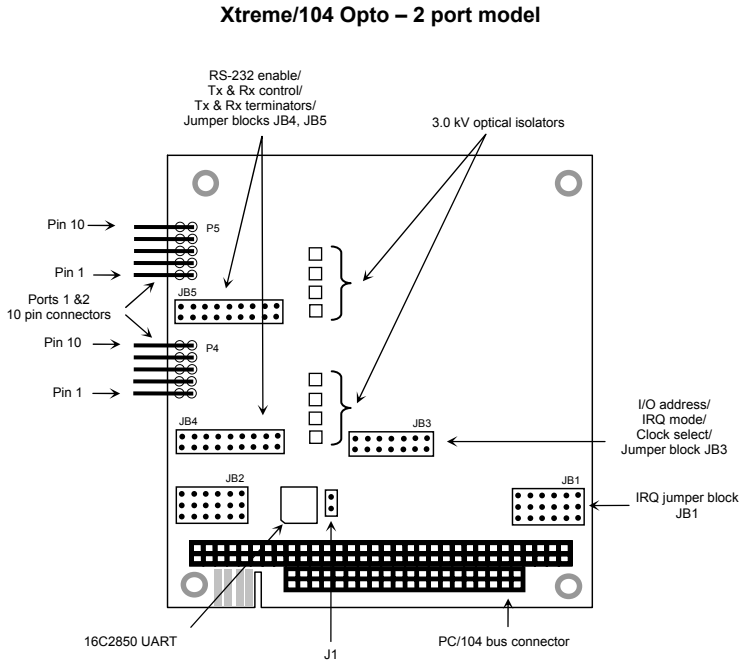 Xtreme/104 Opto – 2 port model
RS-232 enable/
Tx & Rx control/
Tx & Rx terminators/
Jumper blocks JB4, JB5
3.0 kV optical isolators
Pin 10
P5
Pin 1
JB5
Ports 1 &2
10 pin connectors
Pin 10
P4
Pin 1
JB4
JB3
I/O address/
IRQ mode/
Clock select/
Jumper block JB3
JB2
JB1
IRQ jumper block
JB1
16C2850 UART
J1
PC/104 bus connector